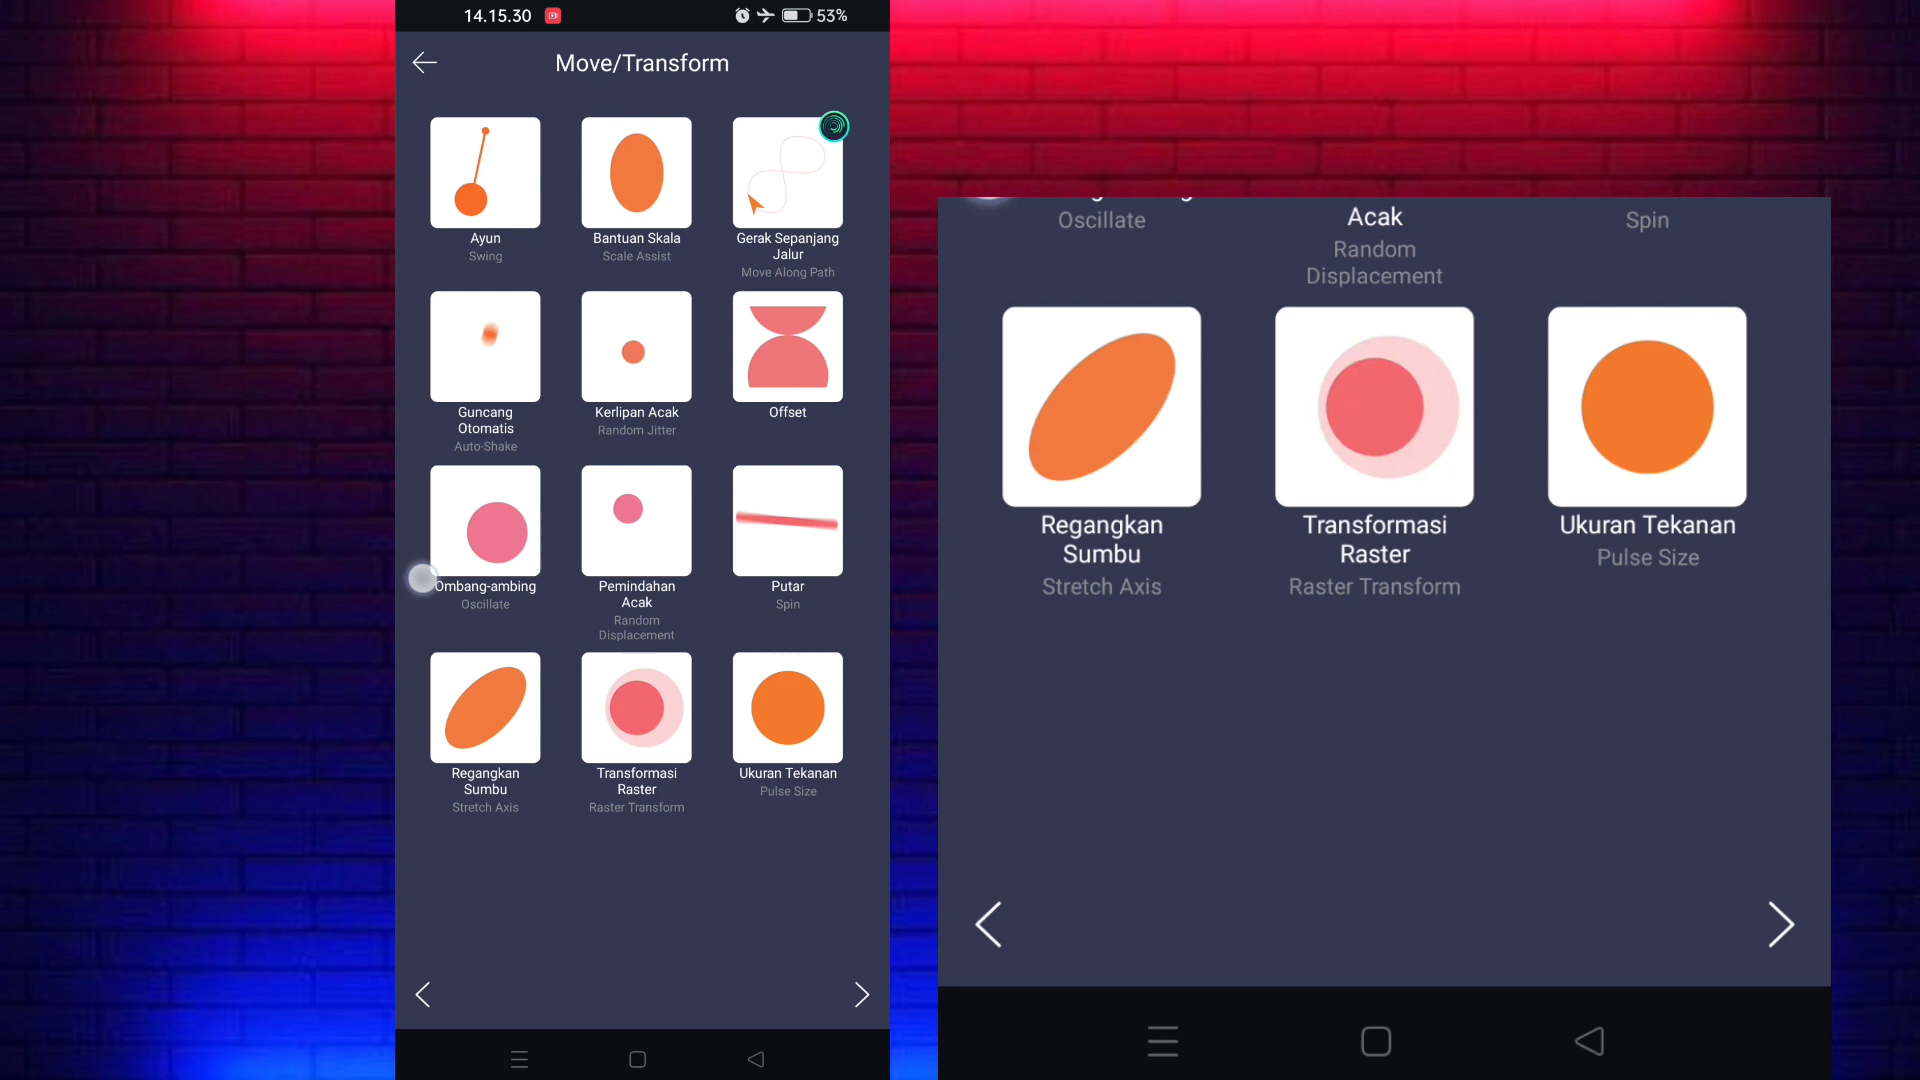 14.15.30
53%
Move/Transform
Ayun
Swing
Bantuan Skala
Scale Assist
Gerak Sepanjang
Jalur
Move Along Path
Guncang
Otomatis
Auto-Shake
Kerlipan Acak
Random Jitter
Offset
Ombang-ambing
Oscillate
Pemindahan
Acak
Random
Displacement
Putar
Spin
Regangkan
Sumbu
Stretch Axis
Transformasi
Raster
Raster Transform
Ukuran Tekanan
Pulse Size
Oscillate
Acak
Random
Displacement
Spin
Regangkan
Sumbu
Stretch Axis
Transformasi
Raster
Raster Transform
Ukuran Tekanan
Pulse Size